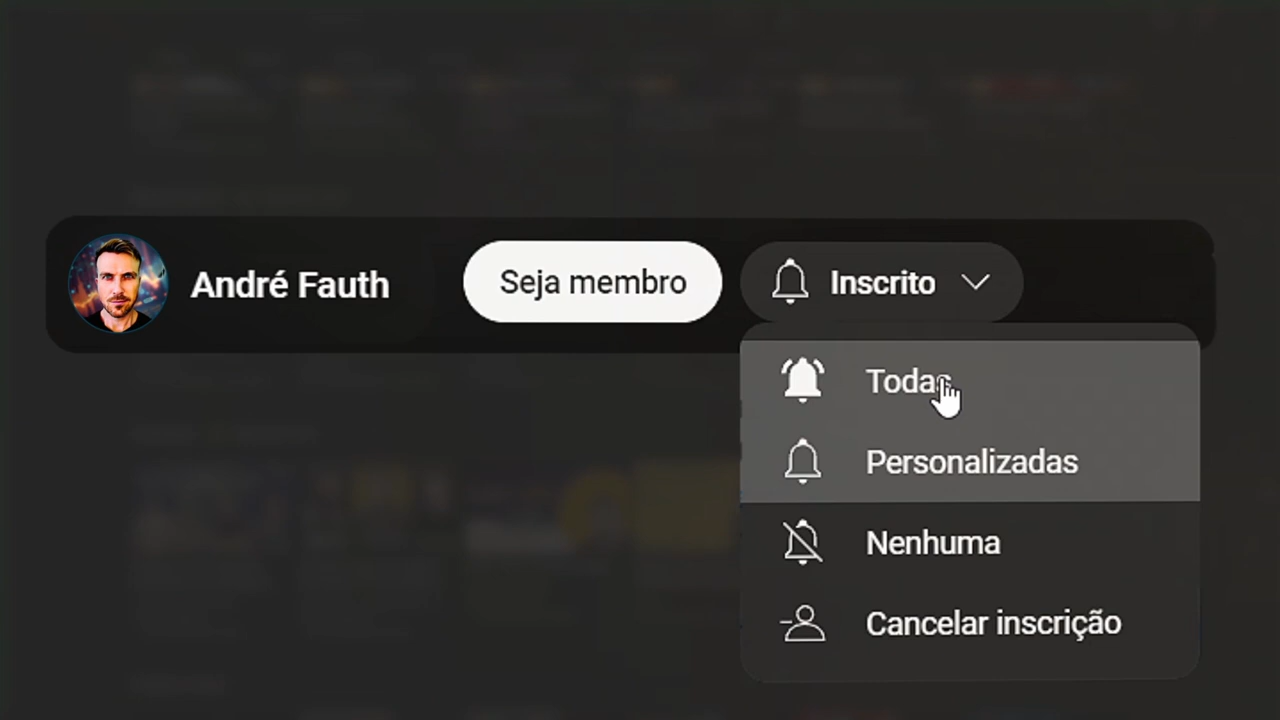 André Fauth
Seja membro
Inscrito
Todas
Personalizadas
Nenhuma
Cancelar inscrição